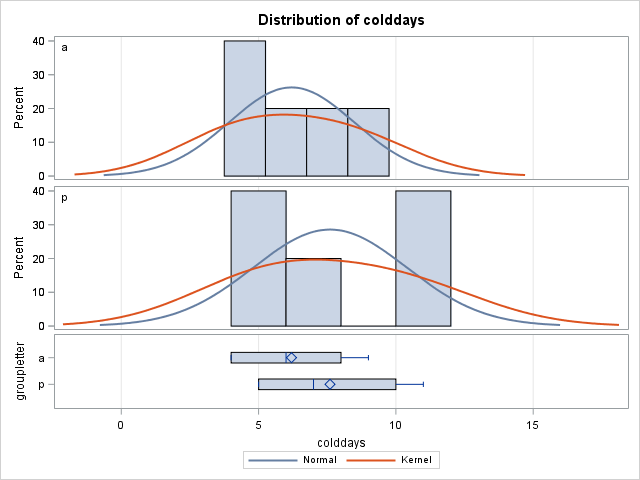 Distribution of colddays
a
40
30
20
10
0
Percent
p
40
30
20
10
0
Percent
a
p
groupletter
0 5 10 15
colddays
Normal Kernel